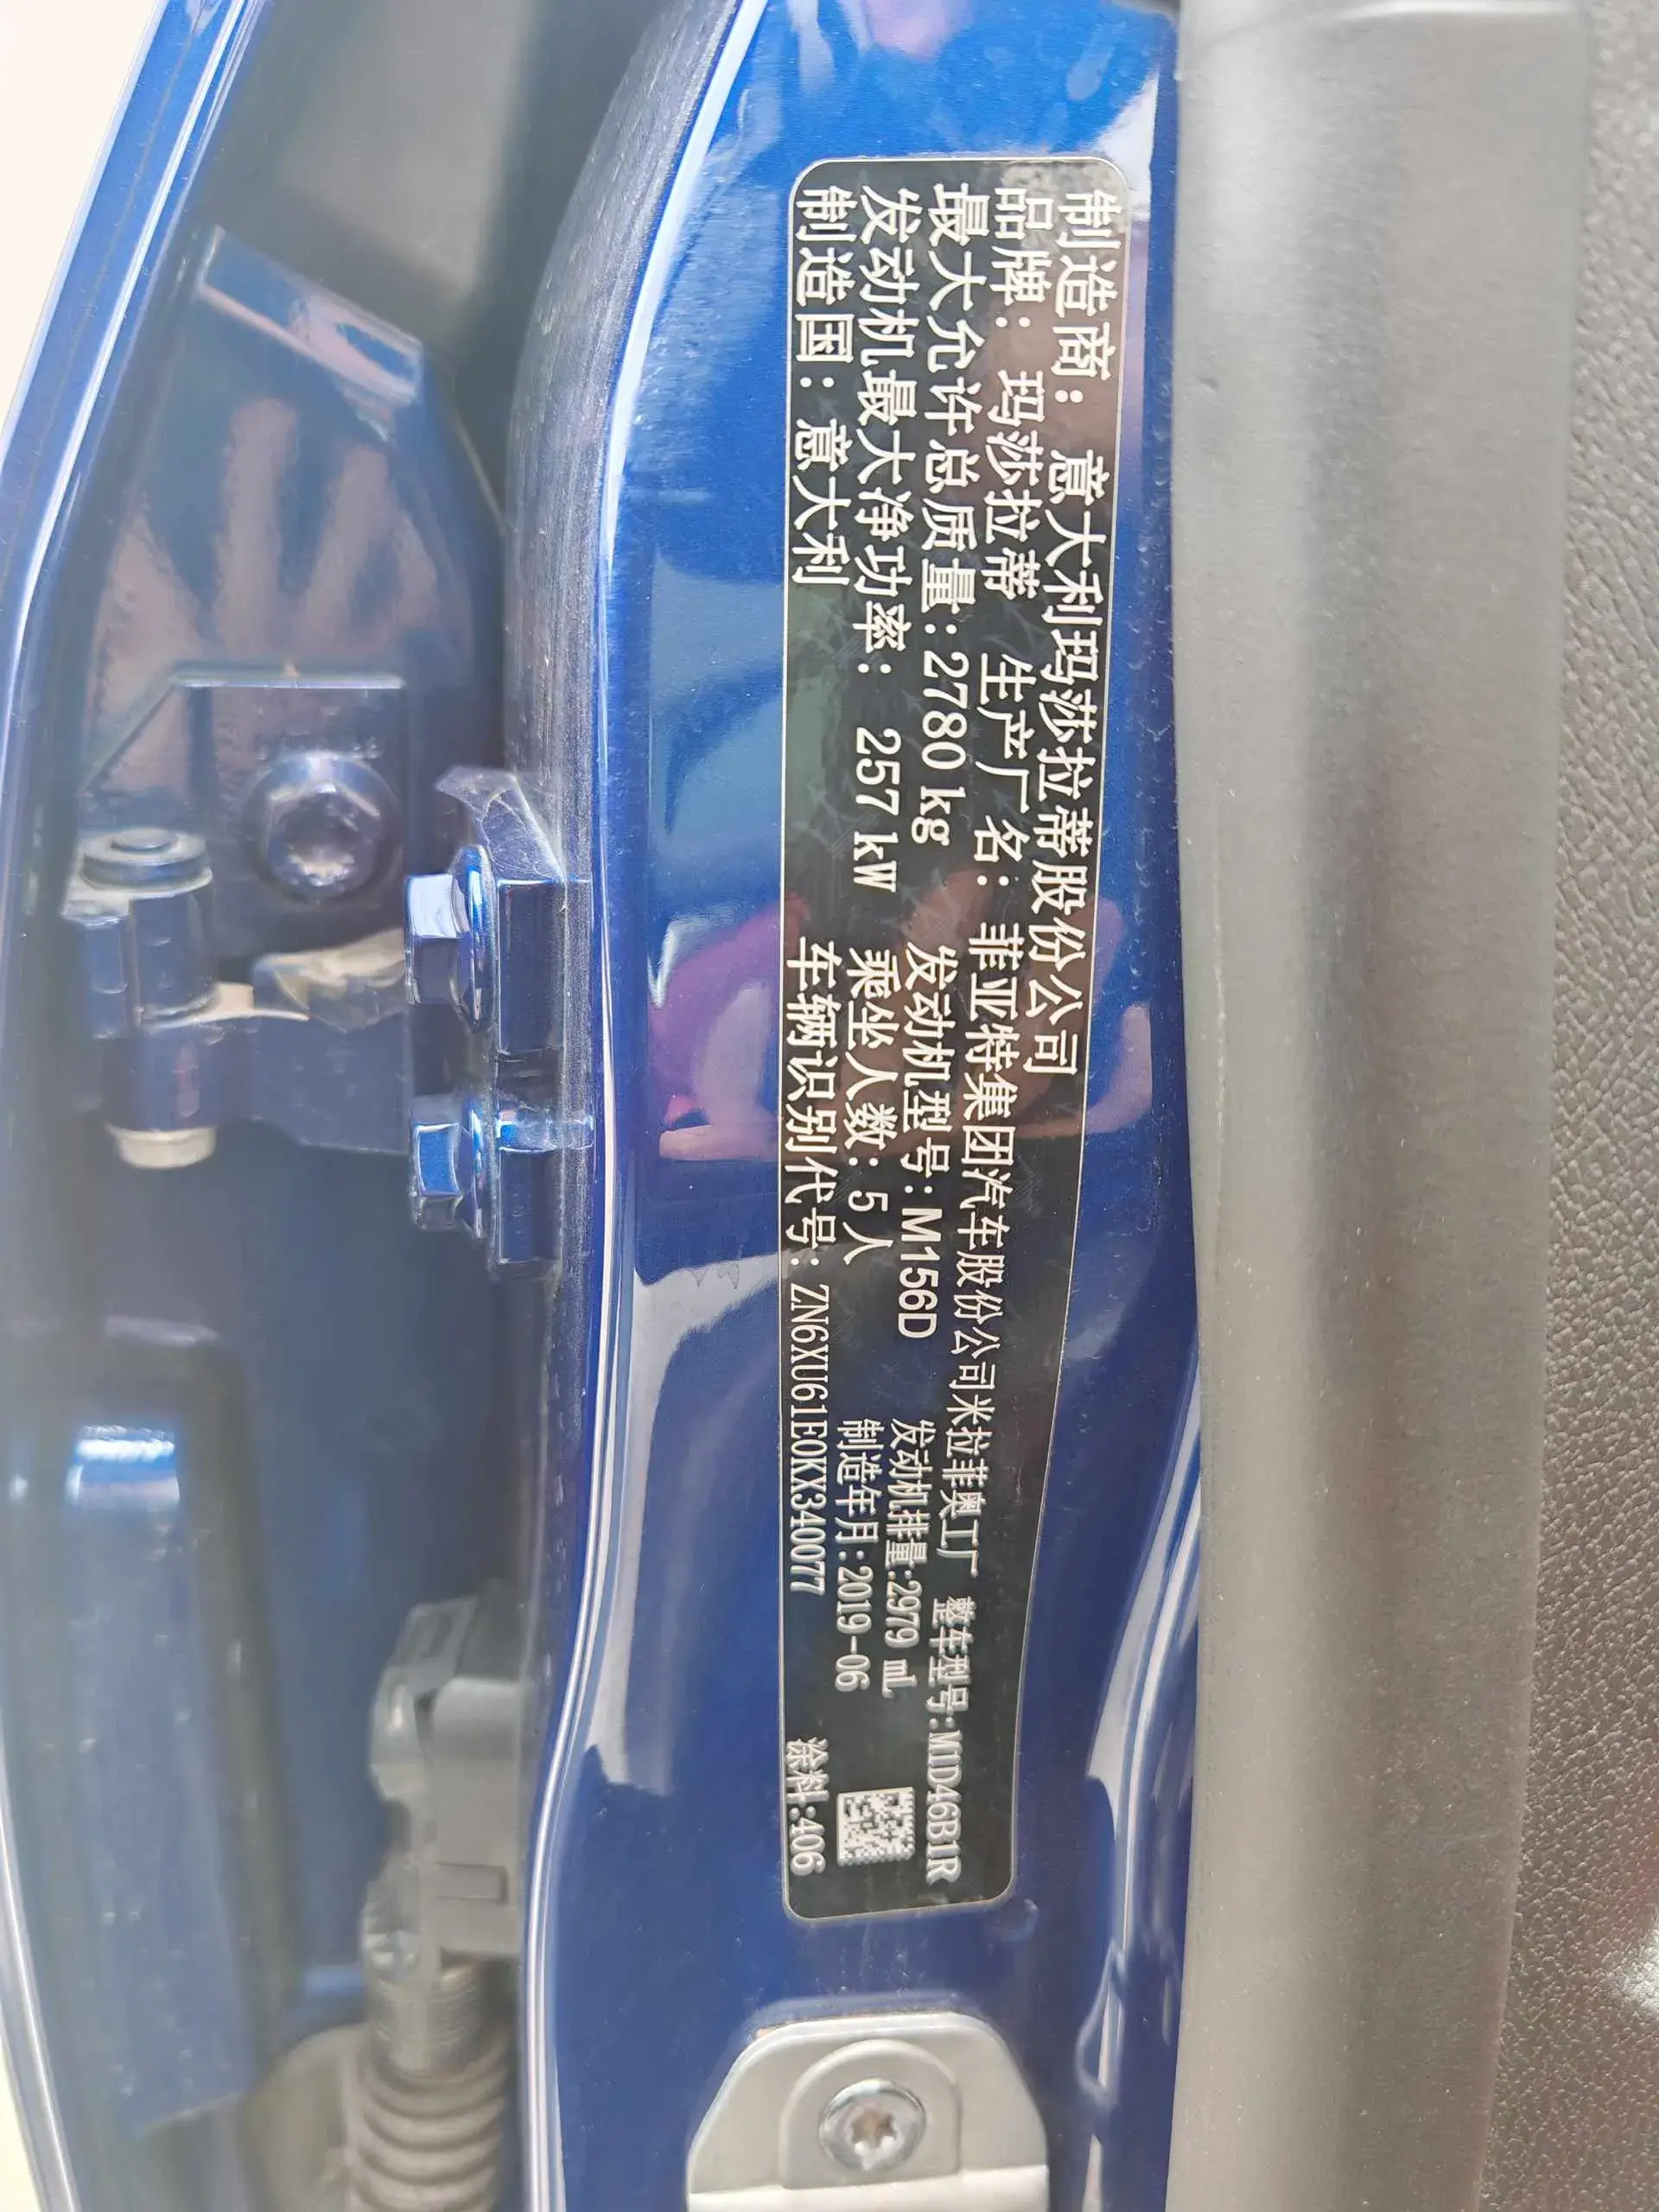 制造商: 意大利玛莎拉蒂股份公司
品牌: 玛莎拉蒂 生产厂名: 菲亚特集团汽车股份公司米拉菲奥工厂 整车型号:M1D46B1R
最大允许总质量:2780kg 发动机型号:M156D 发动机排量:2979 mL
发动机最大净功率: 257kW 乘坐人数:5人 制造年月:2019-06
制造国: 意大利 车辆识别代号:ZN6XU61E0KX340077 涂料:406